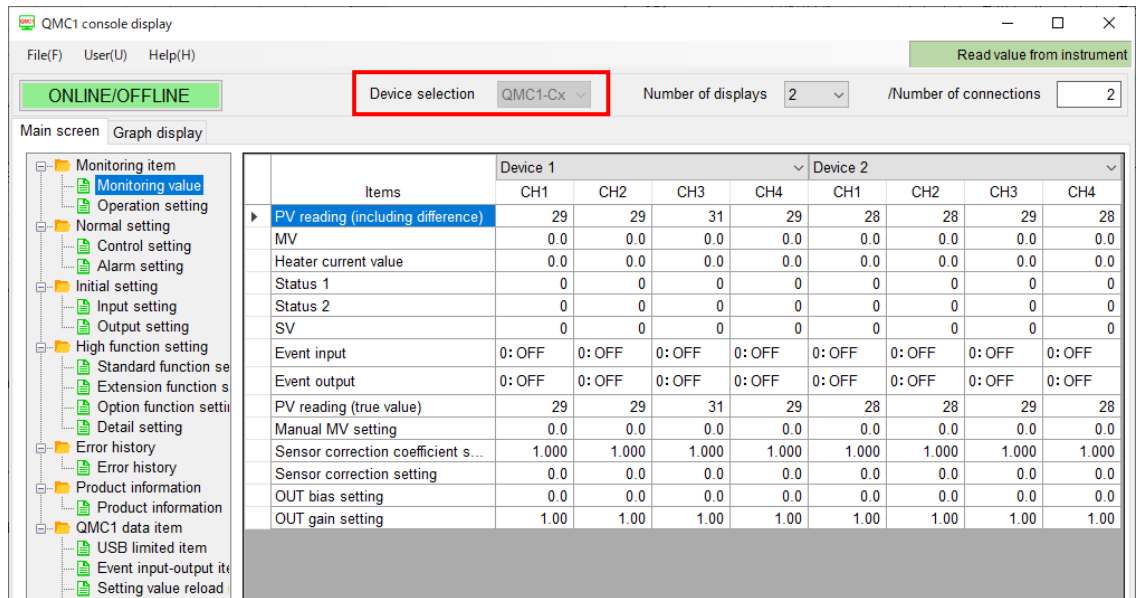 QMC1 console display
File(F) User(U) Help(H) Read value from instrument
ONLINE/OFFLINE Device selection QMC1-Cx Number of displays 2 /Number of connections 2
Main screen Graph display
Monitoring item
Monitoring value
Operation setting
Normal setting
Control setting
Alarm setting
Initial setting
Input setting
Output setting
High function setting
Standard function se
Extension function s
Option function settin
Detail setting
Error history
Error history
Product information
Product information
QMC1 data item
USB limited item
Event input-output ite
Setting value reload
Device 1 Device 2
Items CH1 CH2 CH3 CH4 CH1 CH2 CH3 CH4
PV reading (including difference) 29 29 31 29 28 28 29 28
MV 0.0 0.0 0.0 0.0 0.0 0.0 0.0 0.0
Heater current value 0.0 0.0 0.0 0.0 0.0 0.0 0.0 0.0
Status 1 0 0 0 0 0 0 0 0
Status 2 0 0 0 0 0 0 0 0
SV 0 0 0 0 0 0 0 0
Event input 0: OFF 0: OFF 0: OFF 0: OFF 0: OFF 0: OFF 0: OFF 0: OFF
Event output 0: OFF 0: OFF 0: OFF 0: OFF 0: OFF 0: OFF 0: OFF 0: OFF
PV reading (true value) 29 29 31 29 28 28 29 28
Manual MV setting 0.0 0.0 0.0 0.0 0.0 0.0 0.0 0.0
Sensor correction coefficient s... 1.000 1.000 1.000 1.000 1.000 1.000 1.000 1.000
Sensor correction setting 0.0 0.0 0.0 0.0 0.0 0.0 0.0 0.0
OUT bias setting 0.0 0.0 0.0 0.0 0.0 0.0 0.0 0.0
OUT gain setting 1.00 1.00 1.00 1.00 1.00 1.00 1.00 1.00